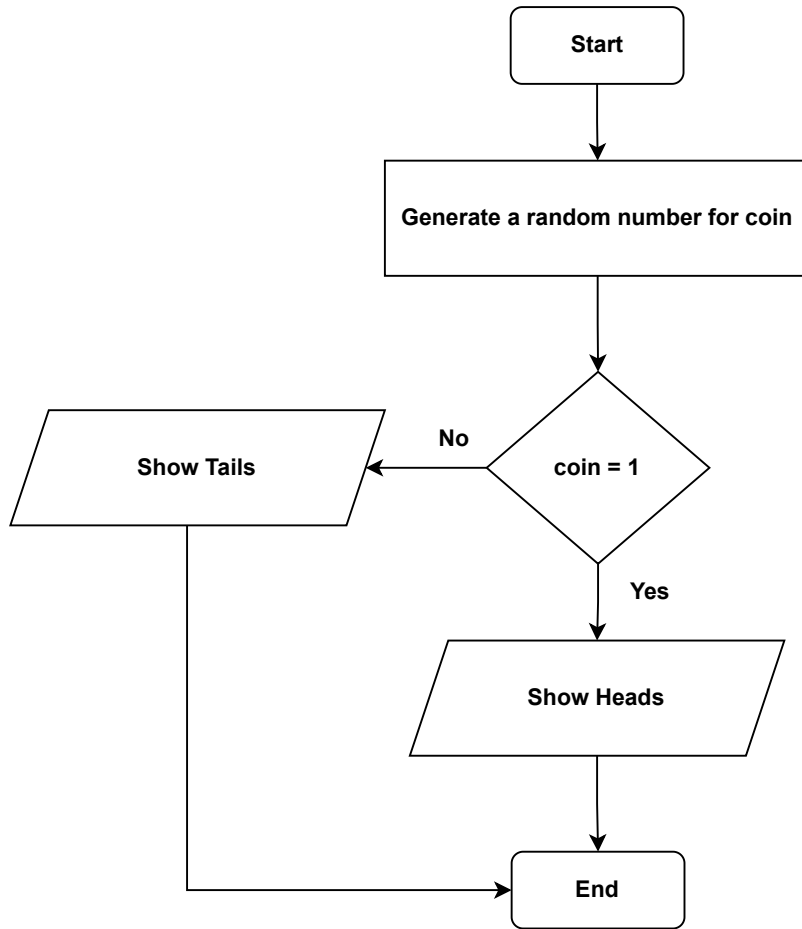 Start
Generate a random number for coin
No
Show Tails
coin = 1
Yes
Show Heads
End